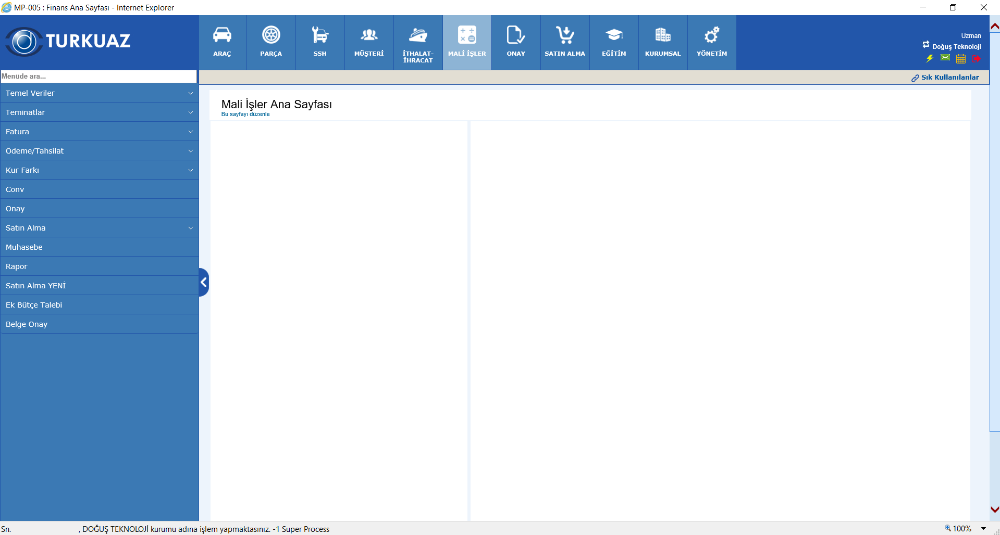 MP-005 : Finans Ana Sayfası - Internet Explorer
TURKUAZ
ARAÇ
PARÇA
SSH
MÜŞTERİ
İTHALAT-
İHRACAT
MALİ İŞLER
ONAY
SATIN ALMA
EĞİTİM
KURUMSAL
YÖNETİM
Uzman
Doğuş Teknoloji
Menüde ara...
Sık Kullanılanlar
Temel Veriler
Teminatlar
Fatura
Ödeme/Tahsilat
Kur Farkı
Conv
Onay
Satın Alma
Muhasebe
Rapor
Satın Alma YENİ
Ek Bütçe Talebi
Belge Onay
Mali İşler Ana Sayfası
Bu sayfayı düzenle
Sn. , DOĞUŞ TEKNOLOJİ kurumu adına işlem yapmaktasınız. -1 Super Process
100%